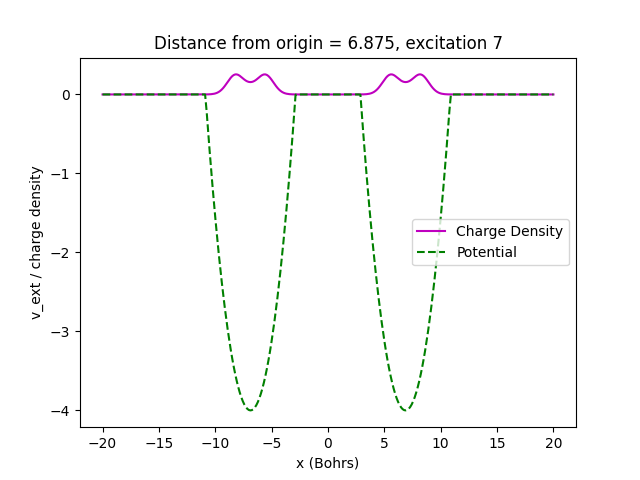 Distance from origin = 6.875, excitation 7
v_ext / charge density
0
−1
−2
−3
−4
Charge Density
Potential
−20 −15 −10 −5 0 5 10 15 20
x (Bohrs)